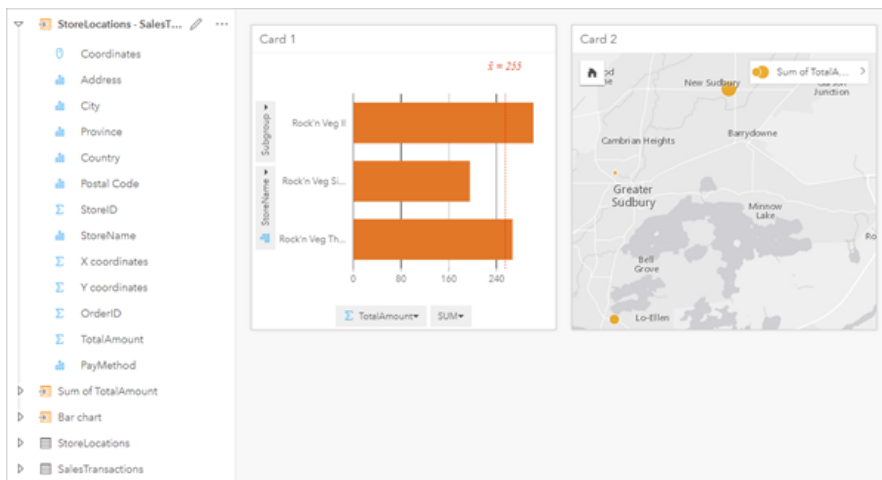 StoreLocations - SalesT...
Coordinates
Address
City
Province
Country
Postal Code
StoreID
StoreName
X coordinates
Y coordinates
OrderID
TotalAmount
PayMethod
Sum of TotalAmount
Bar chart
StoreLocations
SalesTransactions
Card 1
x̄ = 255
Subgroup
StoreName
Rock'n Veg II
Rock'n Veg Si...
Rock'n Veg Th...
0 80 160 240
TotalAmount SUM
Card 2
Sum of TotalA...
New Sudbury
Junction
Cambrian Heights
Barrydowne
Greater
Sudbury
Minnow
Lake
Ro
Bell
Grove
Lo-Ellen